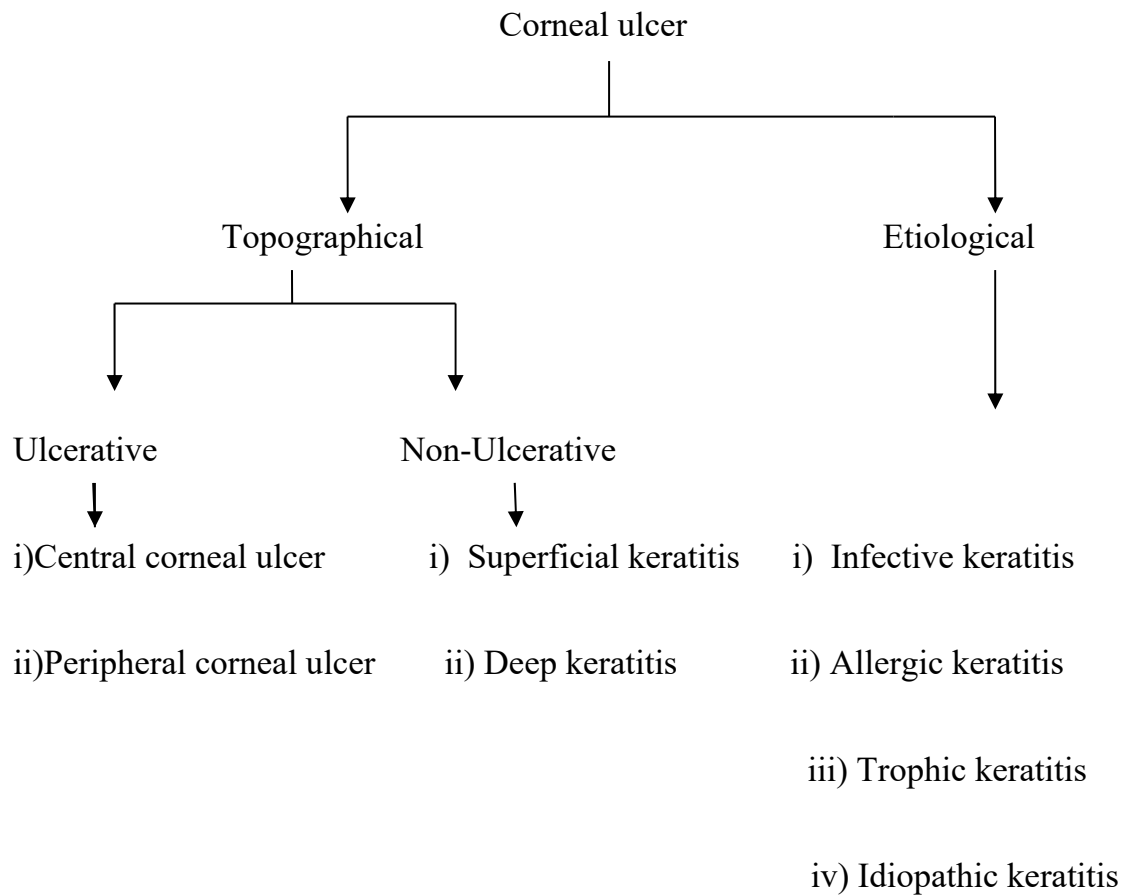 Corneal ulcer
Topographical
Etiological
Ulcerative
Non-Ulcerative
i)Central corneal ulcer
i) Superficial keratitis
i) Infective keratitis
ii)Peripheral corneal ulcer
ii) Deep keratitis
ii) Allergic keratitis
iii) Trophic keratitis
iv) Idiopathic keratitis